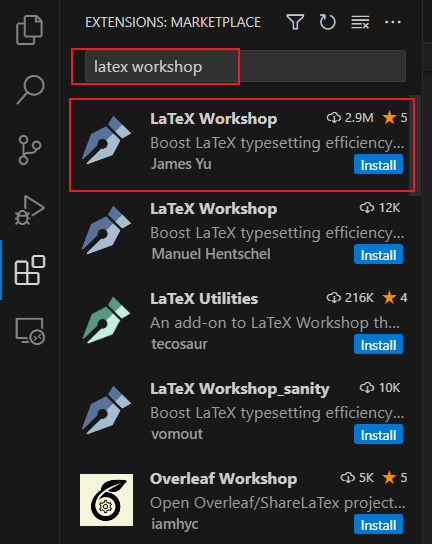 EXTENSIONS: MARKETPLACE
latex workshop
LaTeX Workshop 2.9M 5
Boost LaTeX typesetting efficiency...
James Yu Install
LaTeX Workshop 12K
Boost LaTeX typesetting efficiency...
Manuel Hentschel Install
LaTeX Utilities 216K 4
An add-on to LaTeX Workshop th...
tecosaur Install
LaTeX Workshop_sanity 10K
Boost LaTeX typesetting efficiency...
vomout Install
Overleaf Workshop 5K 5
Open Overleaf/ShareLaTex project...
iamhyc Install